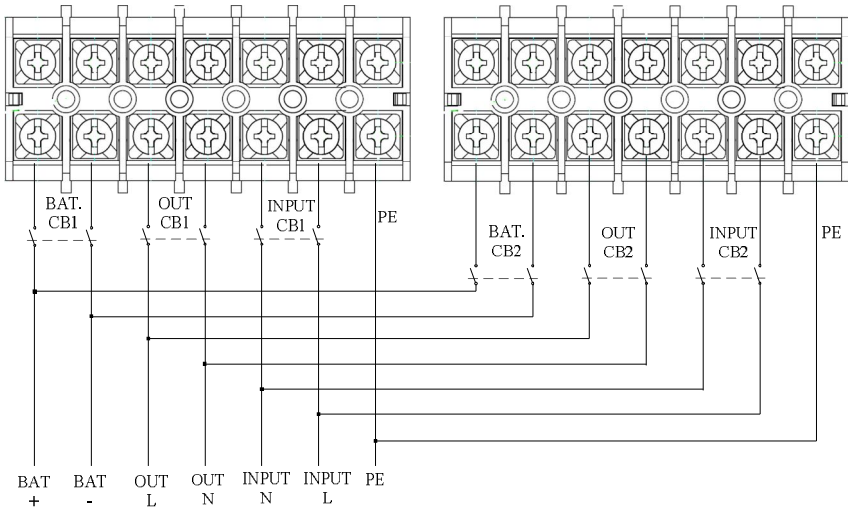 BAT.
CB1
OUT
CB1
INPUT
CB1
PE
BAT.
CB2
OUT
CB2
INPUT
CB2
PE
BAT
+
BAT
-
OUT
L
OUT
N
INPUT
N
INPUT
L
PE